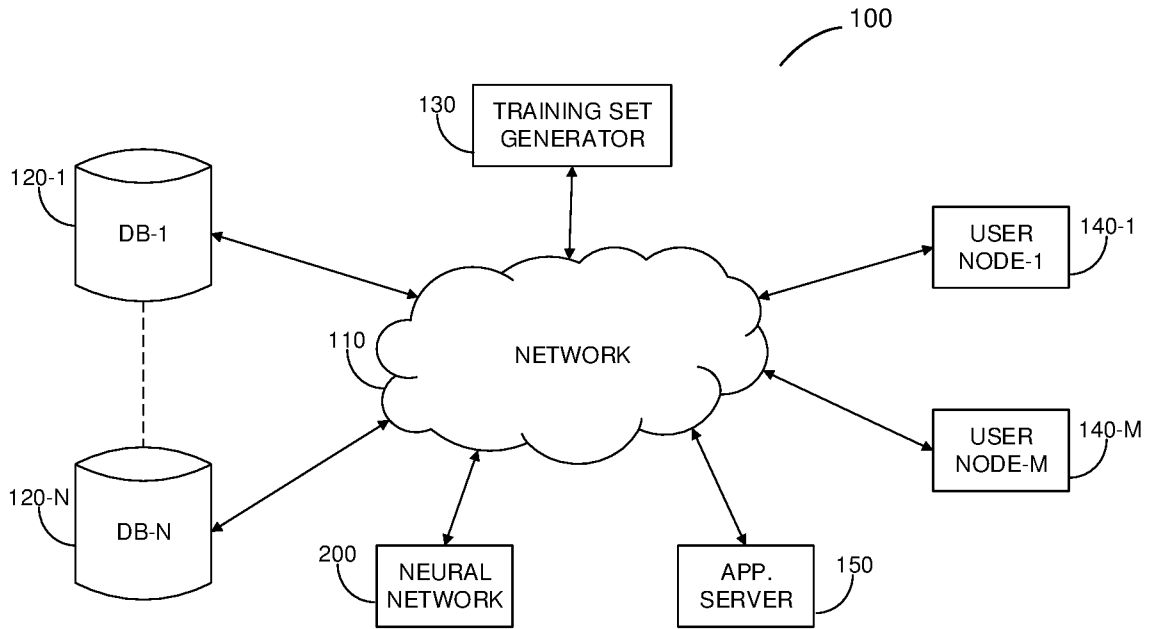 100
130
TRAINING SET
GENERATOR
120-1
DB-1
USER
NODE-1
140-1
110
NETWORK
USER
NODE-M
140-M
120-N
DB-N
200
NEURAL
NETWORK
APP.
SERVER
150